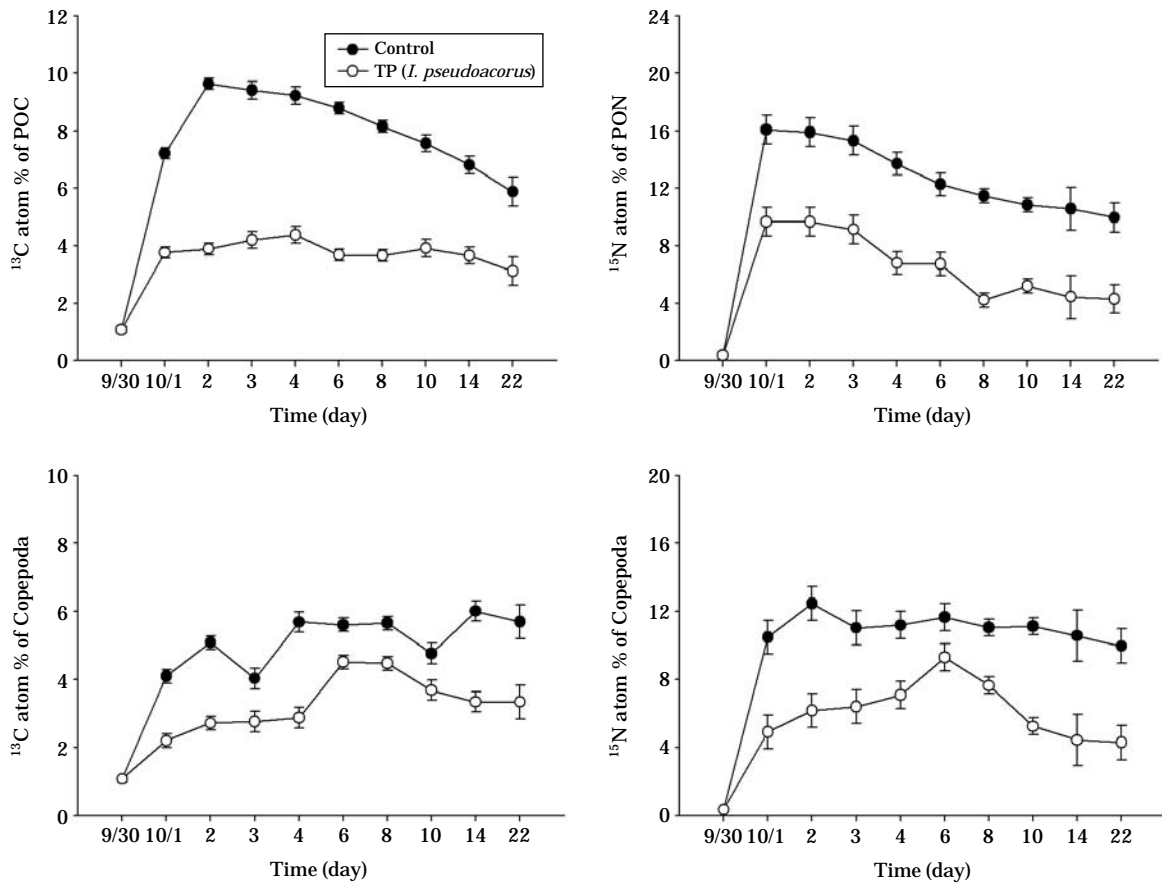 12
10
8
6
4
2
0
¹³C atom % of POC
Control
TP (I. pseudoacorus)
9/30 10/1 2 3 4 6 8 10 14 22
Time (day)
24
20
16
12
8
4
0
¹⁵N atom % of PON
9/30 10/1 2 3 4 6 8 10 14 22
Time (day)
10
8
6
4
2
0
¹³C atom % of Copepoda
9/30 10/1 2 3 4 6 8 10 14 22
Time (day)
20
16
12
8
4
0
¹⁵N atom % of Copepoda
9/30 10/1 2 3 4 6 8 10 14 22
Time (day)